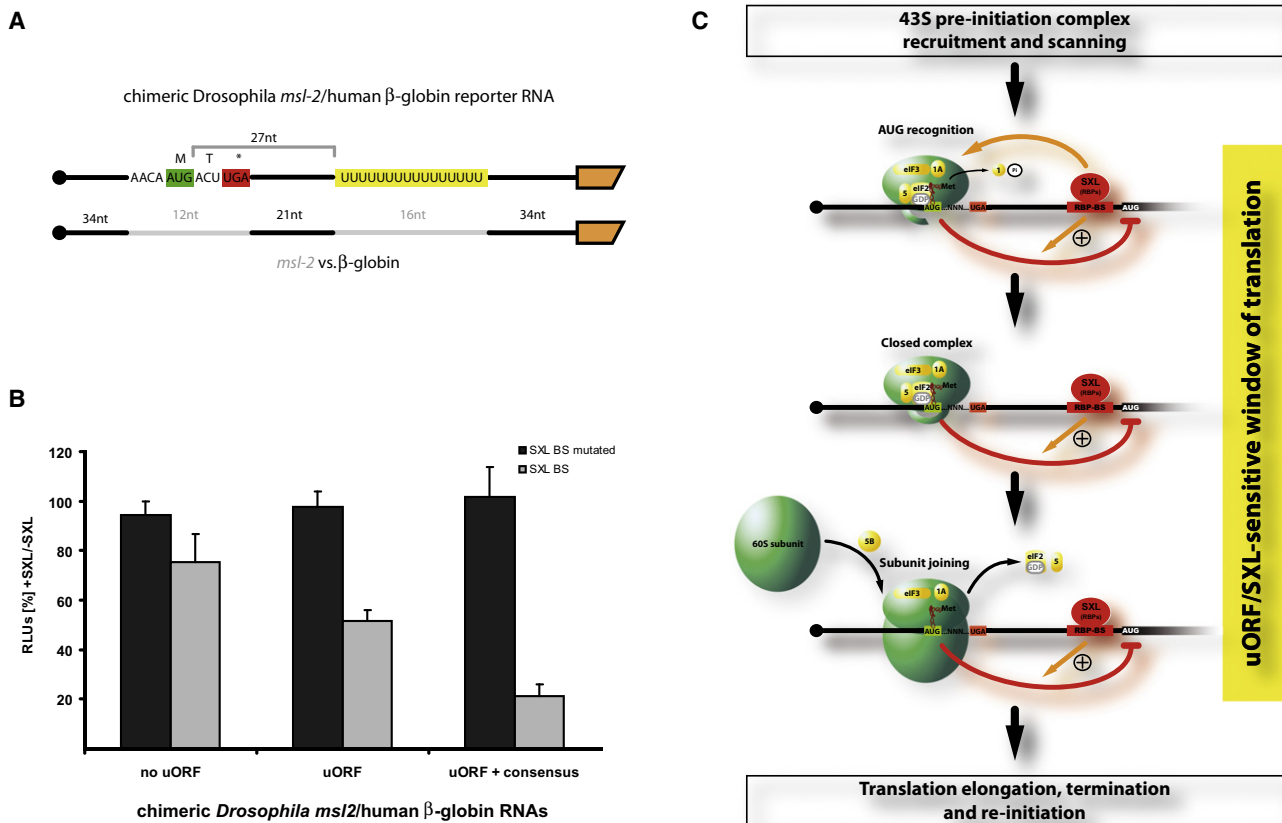 A
chimeric Drosophila msl-2/human β-globin reporter RNA
27nt
M T *
AACA AUG ACU UGA UUUUUUUUUUUUUUUU
34nt 12nt 21nt 16nt 34nt
msl-2 vs.β-globin
B
SXL BS mutated
SXL BS
RLUs [%] +SXL/-SXL
120
100
80
60
40
20
no uORF uORF uORF + consensus
chimeric Drosophila msl2/human β-globin RNAs
C
43S pre-initiation complex
recruitment and scanning
AUG recognition
eIF3 1A
5 eIF2 Met
GDP
1 Pi
SXL
(RBPs)
AUG ...NNN... UGA RBP-BS AUG
+
Closed complex
eIF3 1A
5 eIF2 Met
GDP
SXL
(RBPs)
AUG ...NNN... UGA RBP-BS AUG
+
60S subunit
5B
Subunit joining
eIF2 5
GDP
eIF3 1A
Met
SXL
(RBPs)
AUG ...NNN... UGA RBP-BS AUG
+
Translation elongation, termination
and re-initiation
uORF/SXL-sensitive window of translation